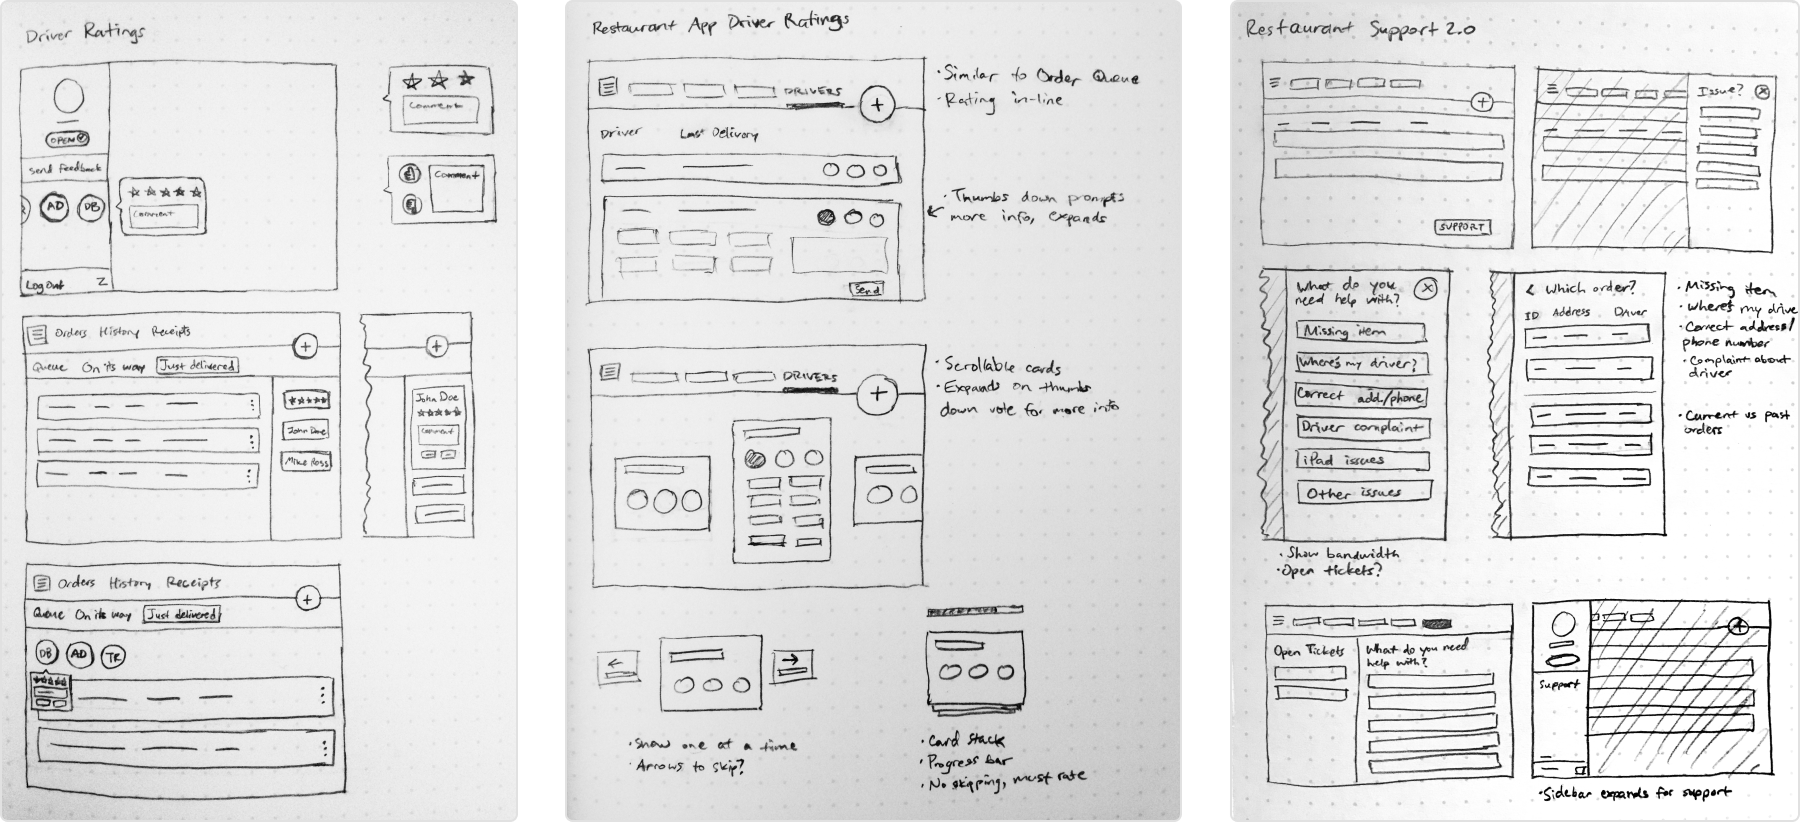 Driver Ratings
OPEN
Send feedback
AD
DB
Comment
Log Out
Comment
Comment
Orders History Receipts
Queue On its way Just delivered
John Doe
Mike Ross
John Doe
Comment
Orders History Receipts
Queue On its way Just delivered
DB AD TR
Restaurant App Driver Ratings
DRIVERS
Driver Last Delivery
Send
· Similar to Order Queue
· Rating in-line
· Thumbs down prompts
more info, expands
DRIVERS
· Scrollable cards
· Expands on thumbs
down vote for more info
· Show one at a time
· Arrows to skip?
· Card stack
· Progress bar
· No skipping, must rate
Restaurant Support 2.0
SUPPORT
Issue?
What do you
need help with?
Missing item
Where's my driver?
Correct add/phone
Driver complaint
iPad issues
Other issues
· Show bandwidth
· Open tickets?
< Which order?
ID Address Driver
· Missing item
· Where's my drive
· Correct address/
phone number
· Complaint about
driver
· Current vs past
orders
Open Tickets
What do you need
help with?
Support
· Sidebar expands for support